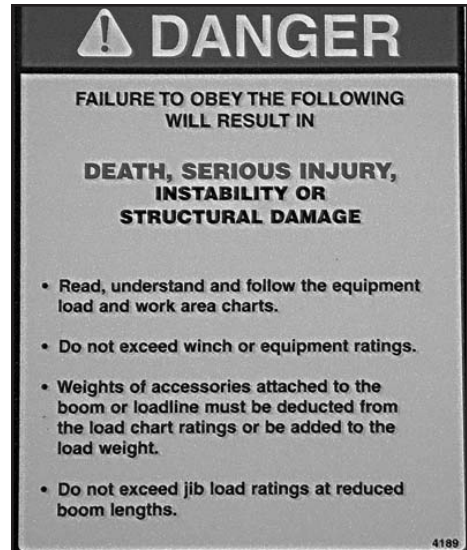 DANGER
FAILURE TO OBEY THE FOLLOWING
WILL RESULT IN
DEATH, SERIOUS INJURY,
INSTABILITY OR
STRUCTURAL DAMAGE
• Read, understand and follow the equipment
load and work area charts.
• Do not exceed winch or equipment ratings.
• Weights of accessories attached to the
boom or loadline must be deducted from
the load chart ratings or be added to the
load weight.
• Do not exceed jib load ratings at reduced
boom lengths.
4189